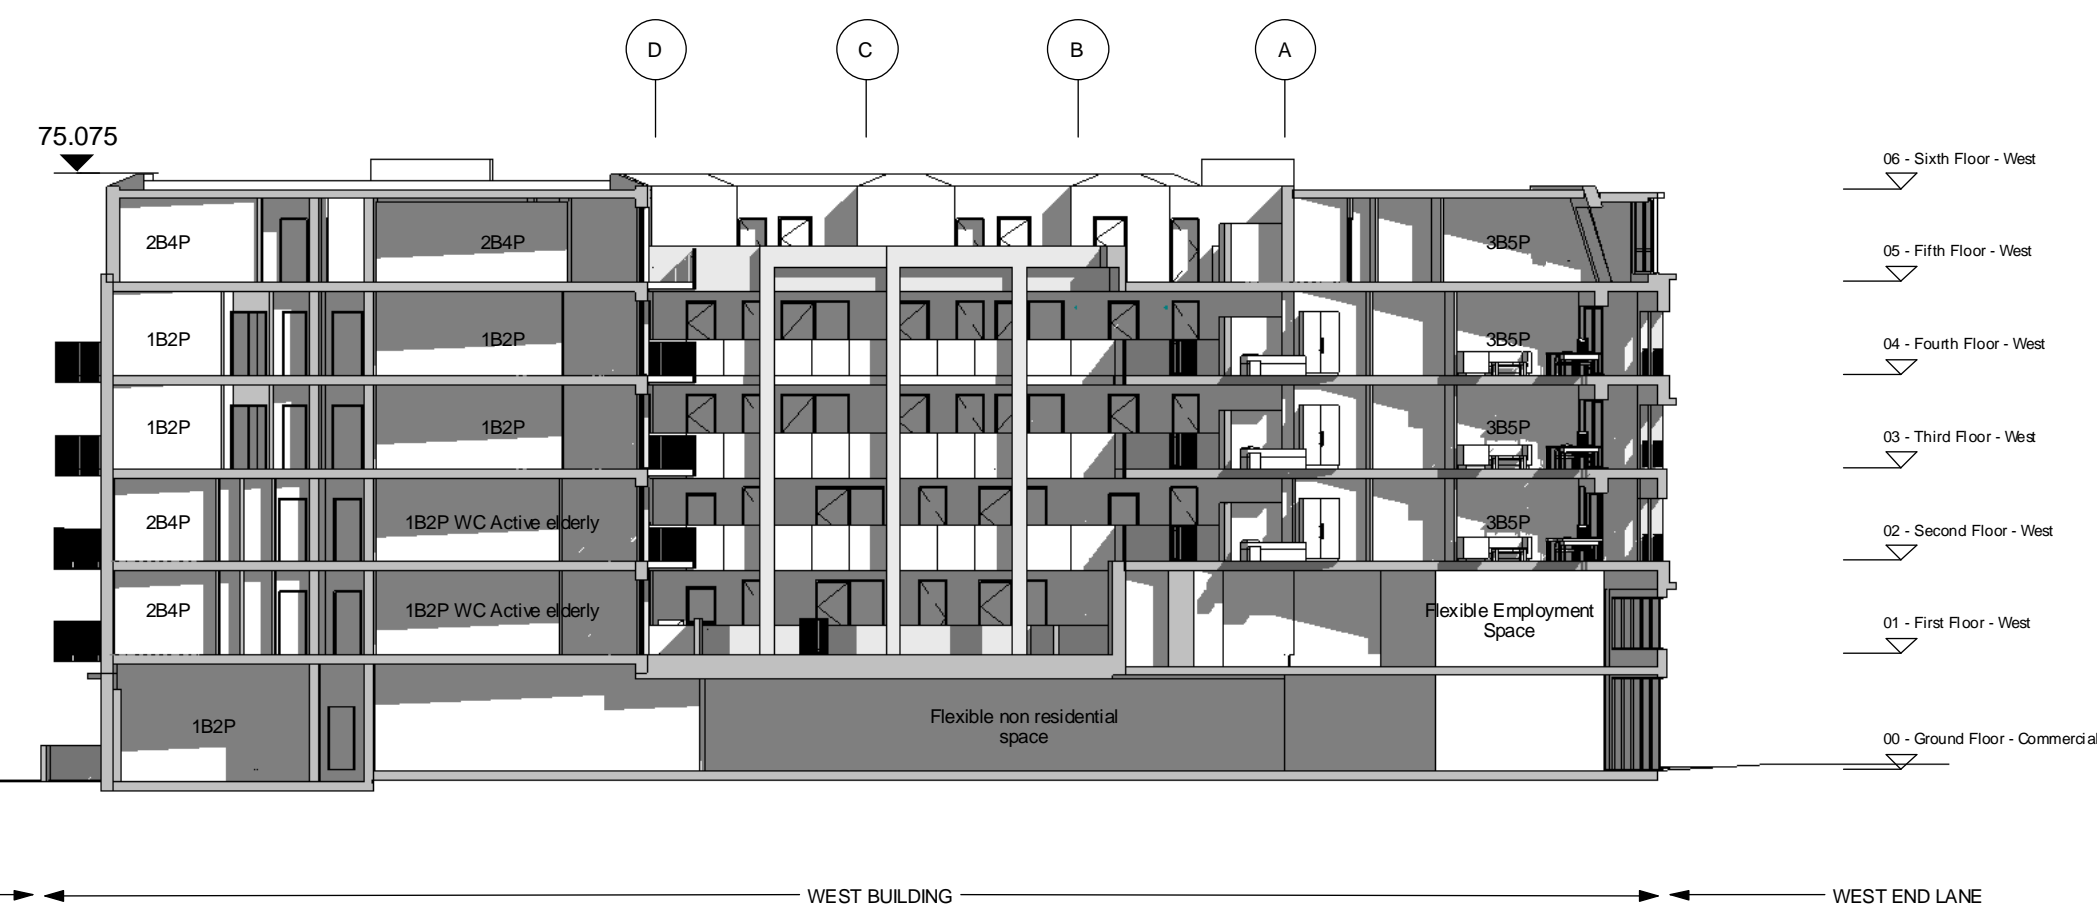 D C B A
75.075
06 - Sixth Floor - West
2B4P 2B4P 3B5P
05 - Fifth Floor - West
1B2P 1B2P 3B5P
04 - Fourth Floor - West
1B2P 1B2P 3B5P
03 - Third Floor - West
2B4P 1B2P WC Active elderly 3B5P
02 - Second Floor - West
2B4P 1B2P WC Active elderly Flexible Employment
Space
01 - First Floor - West
1B2P Flexible non residential
space
00 - Ground Floor - Commercial
WEST BUILDING WEST END LANE